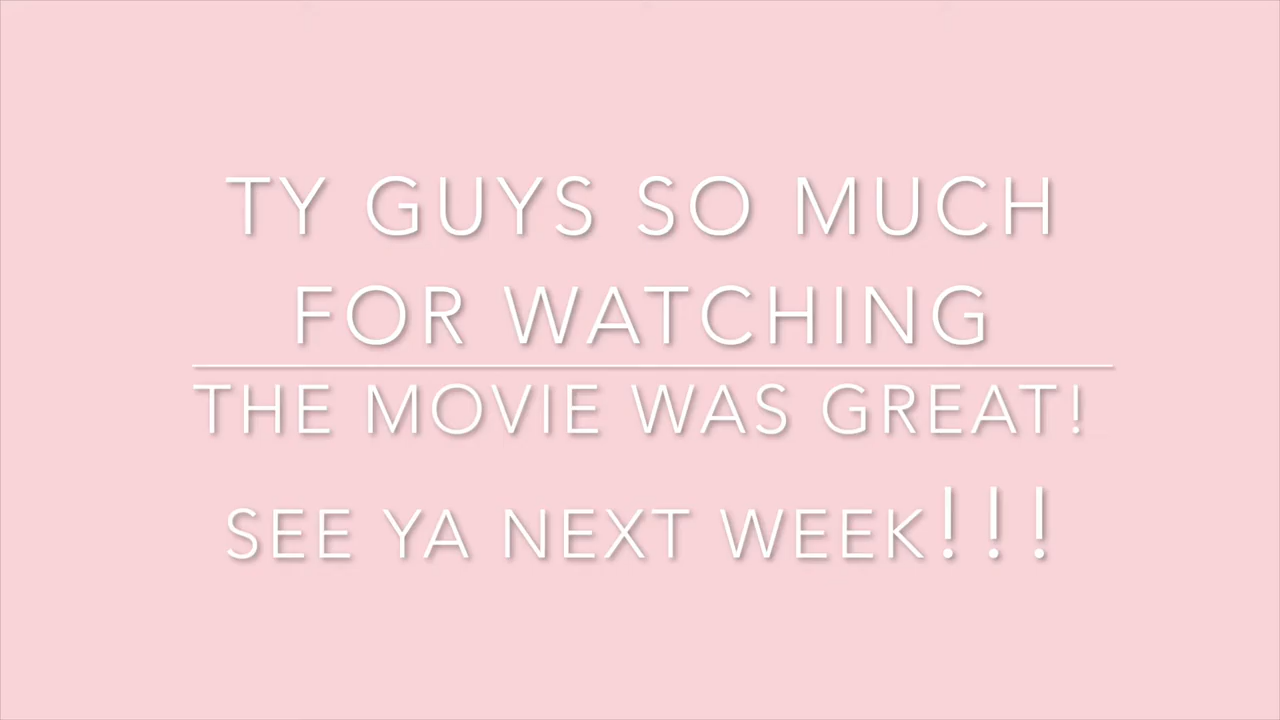 TY GUYS SO MUCH
FOR WATCHING
THE MOVIE WAS GREAT!
SEE YA NEXT WEEK!!!